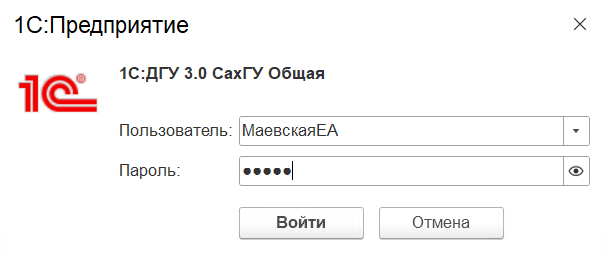 1С:Предприятие
1С®
1С:ДГУ 3.0 СахГУ Общая
Пользователь: МаевскаяЕА
Пароль: ●●●●●
Войти Отмена